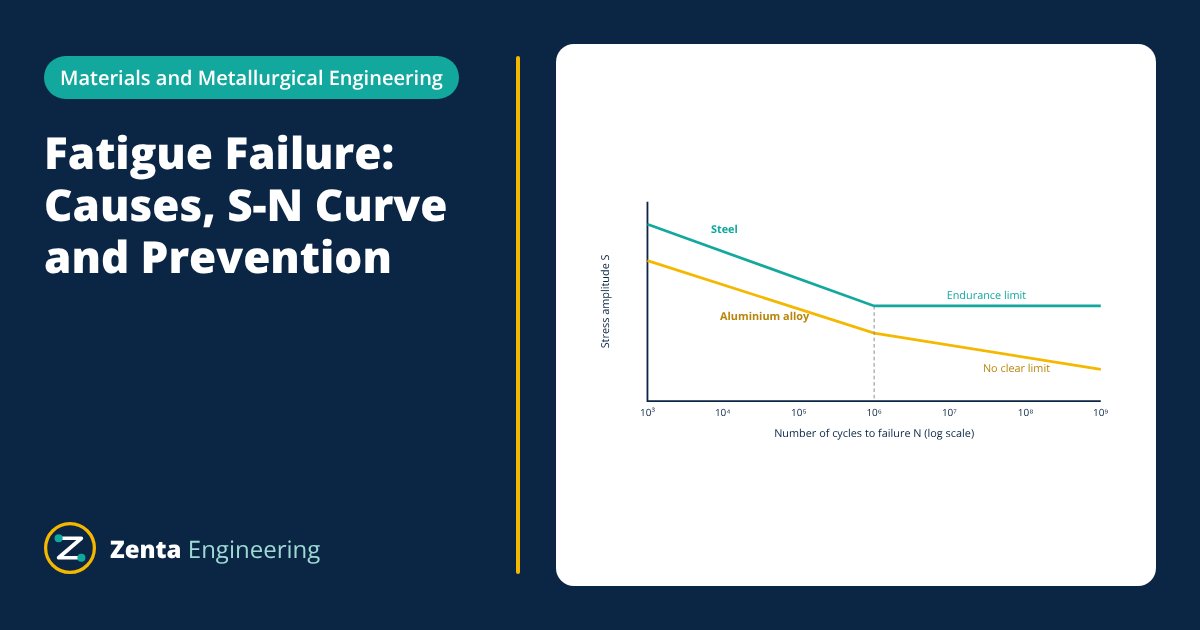 Materials and Metallurgical Engineering
Fatigue Failure:
Causes, S-N Curve
and Prevention
Zenta Engineering
Steel
Endurance limit
Aluminium alloy
No clear limit
Stress amplitude S
10³ 10⁴ 10⁵ 10⁶ 10⁷ 10⁸ 10⁹
Number of cycles to failure N (log scale)